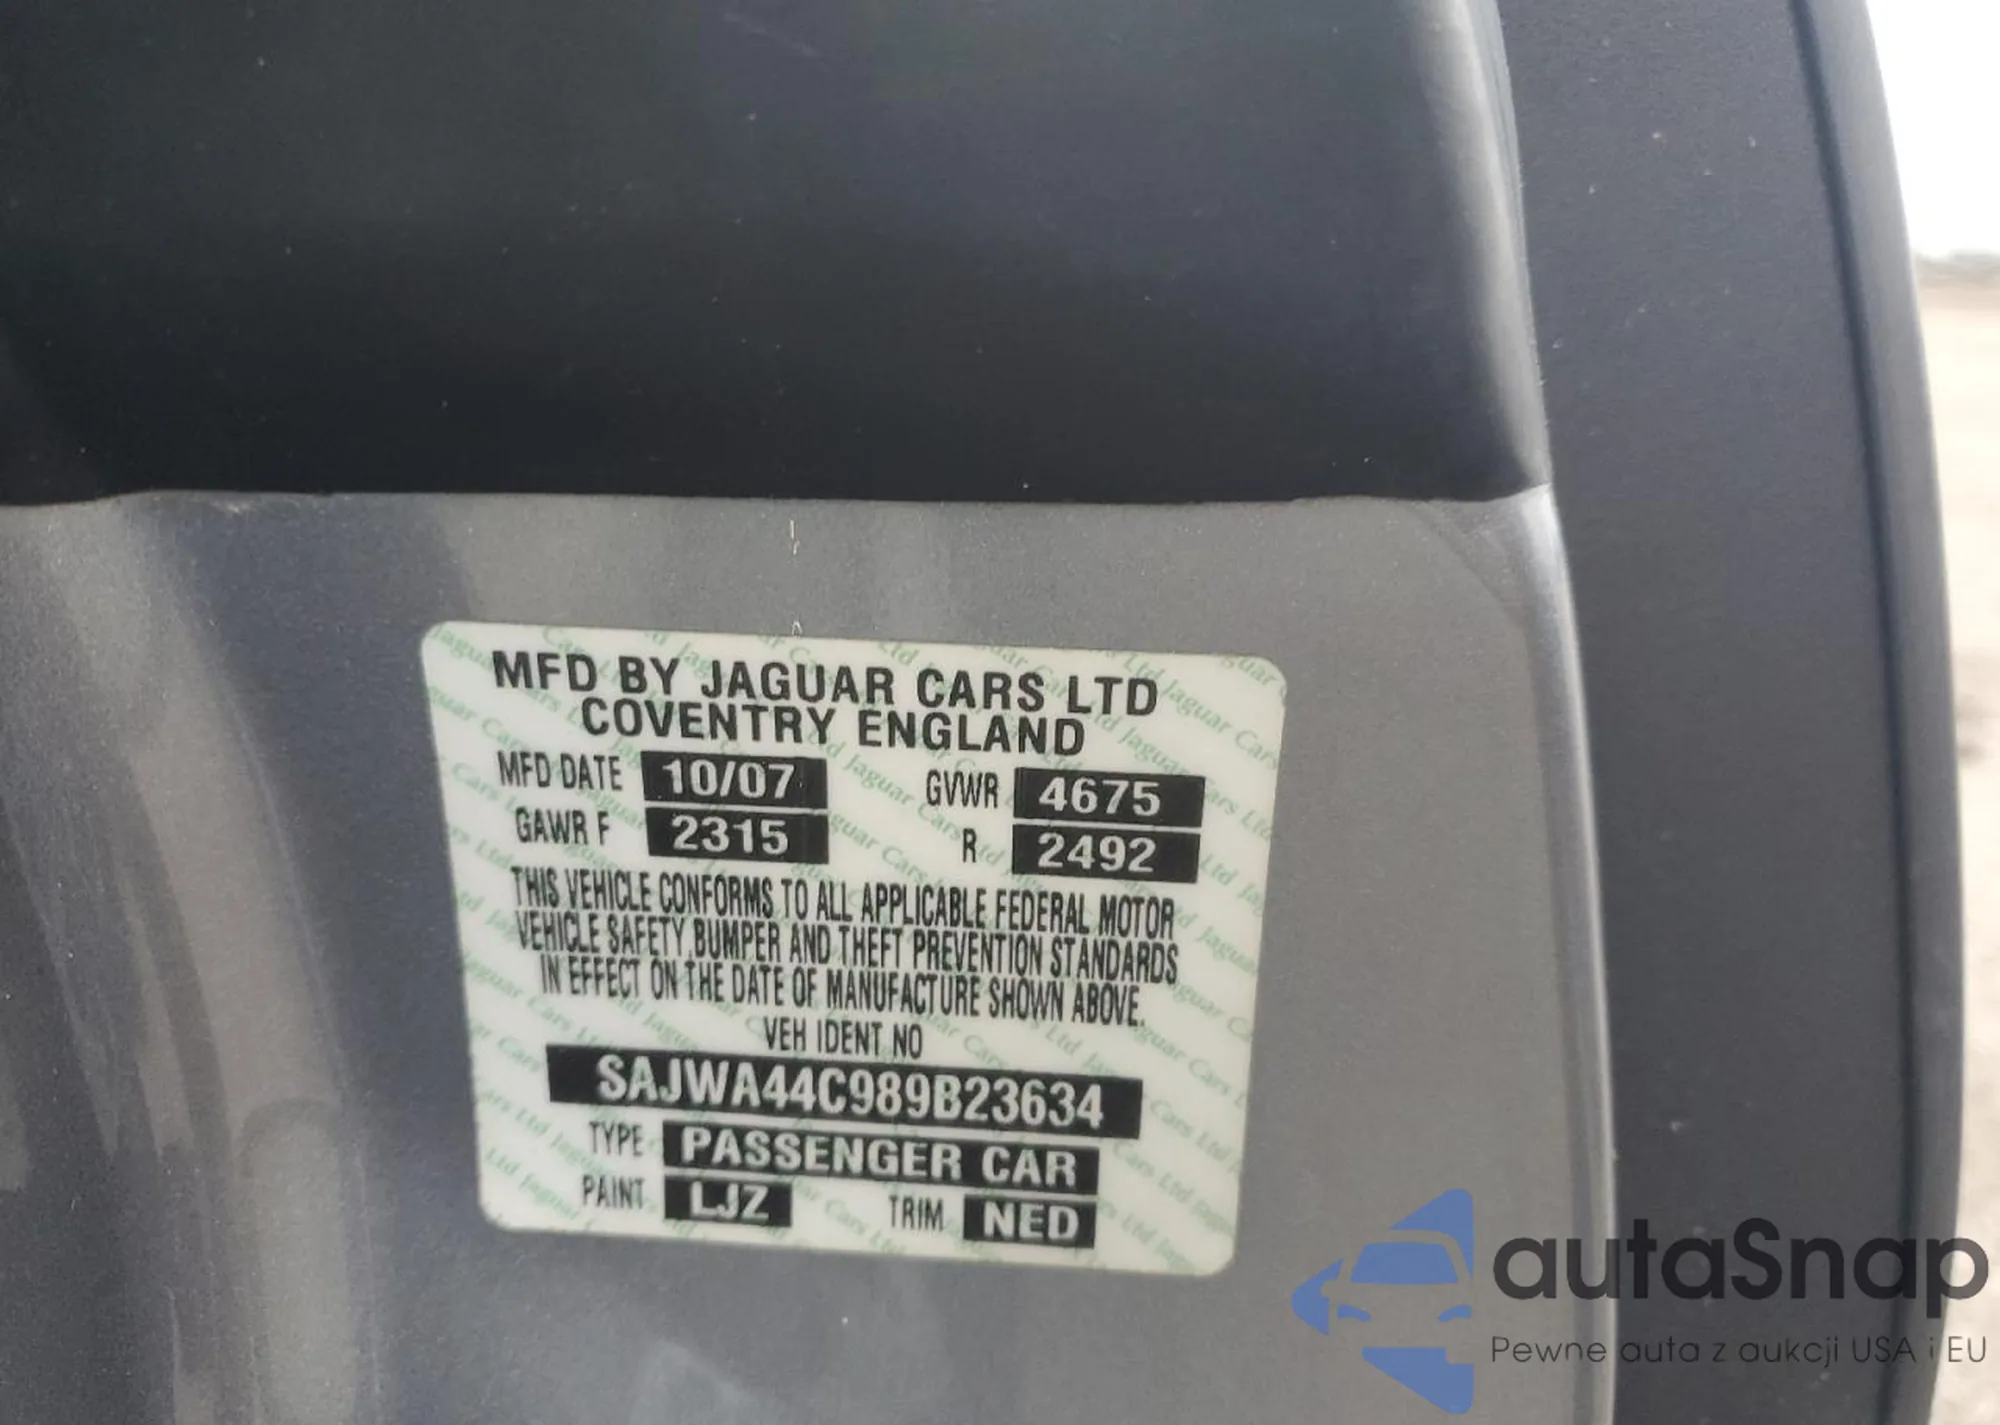 MFD BY JAGUAR CARS LTD
COVENTRY ENGLAND
MFD DATE 10/07 GVWR 4675
GAWR F 2315 R 2492
THIS VEHICLE CONFORMS TO ALL APPLICABLE FEDERAL MOTOR
VEHICLE SAFETY, BUMPER AND THEFT PREVENTION STANDARDS
IN EFFECT ON THE DATE OF MANUFACTURE SHOWN ABOVE.
VEH IDENT NO
SAJWA44C989B23634
TYPE PASSENGER CAR
PAINT LJZ TRIM NED
autaSnap
Pewne auta z aukcji USA i EU